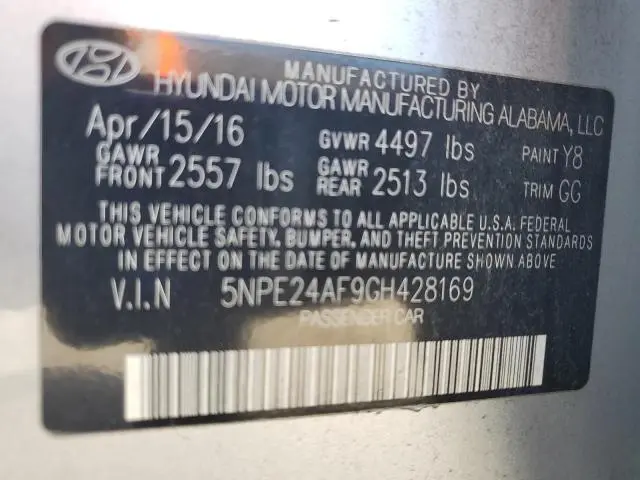 MANUFACTURED BY
HYUNDAI MOTOR MANUFACTURING ALABAMA, LLC
Apr/15/16 GVWR 4497 lbs PAINT Y8
GAWR FRONT 2557 lbs GAWR REAR 2513 lbs TRIM GG
THIS VEHICLE CONFORMS TO ALL APPLICABLE U.S.A. FEDERAL
MOTOR VEHICLE SAFETY, BUMPER, AND THEFT PREVENTION STANDARDS
IN EFFECT ON THE DATE OF MANUFACTURE SHOWN ABOVE
V.I.N 5NPE24AF9GH428169
PASSENGER CAR